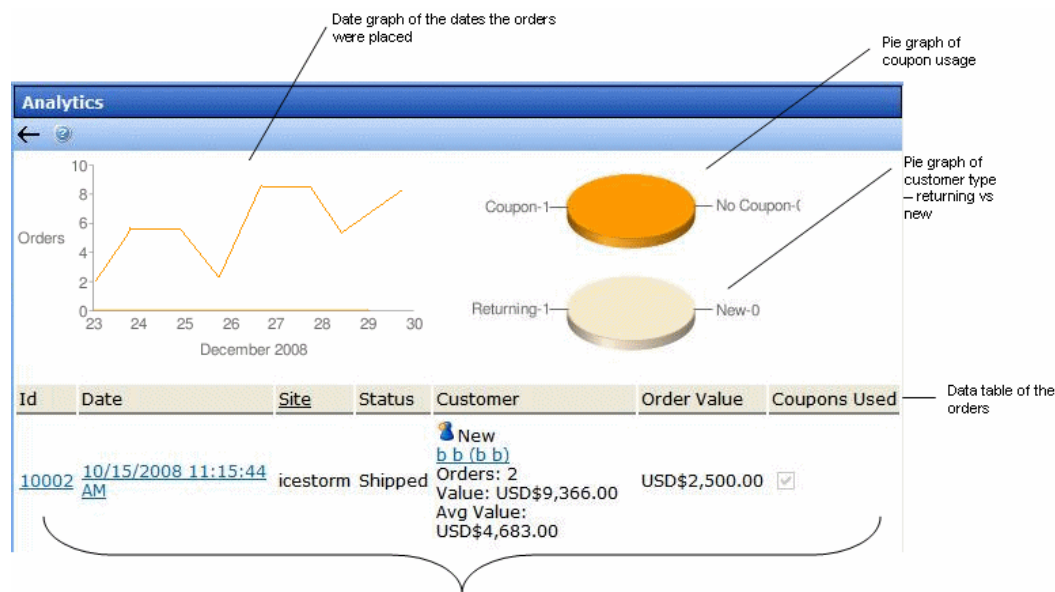 Date graph of the dates the orders
were placed
Pie graph of
coupon usage
Analytics
10
8
6
4
2
0
Orders
23 24 25 26 27 28 29 30
December 2008
Coupon-1
No Coupon-(
Returning-1
New-0
Pie graph of
customer type
– returning vs
new
Id Date Site Status Customer Order Value Coupons Used
Data table of the
orders
10002 10/15/2008 11:15:44
AM
icestorm Shipped
New
b b (b b)
Orders: 2
Value: USD$9,366.00
Avg Value:
USD$4,683.00
USD$2,500.00